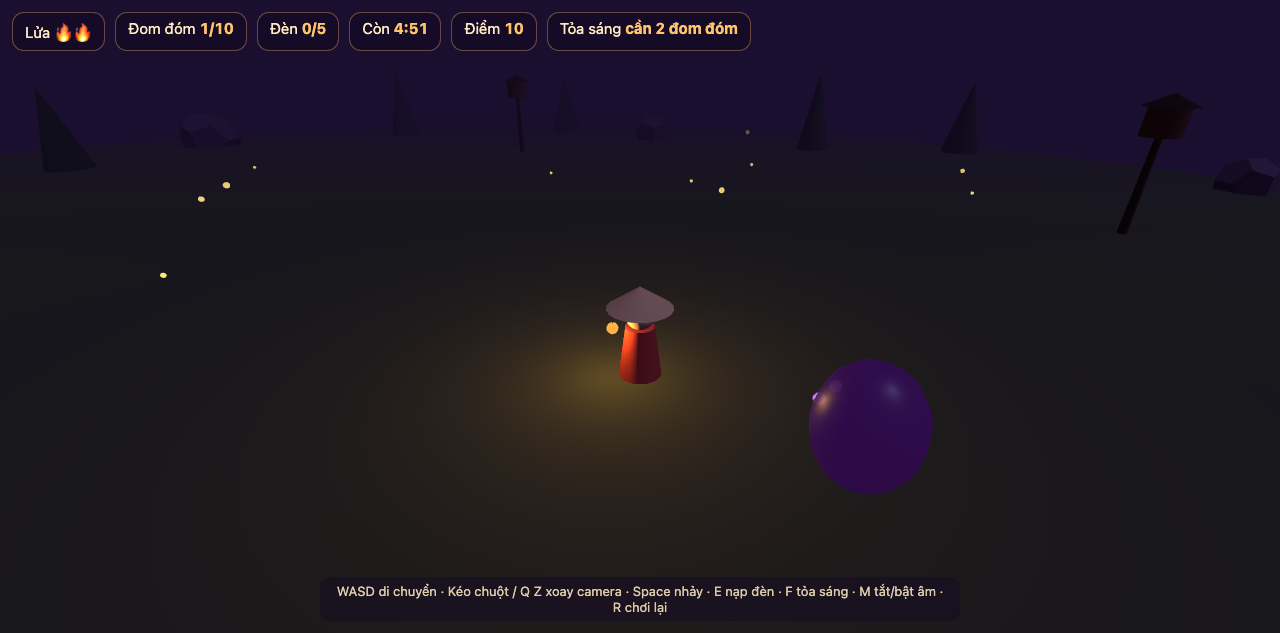 Lửa 🔥🔥 Đom đóm 1/10 Đèn 0/5 Còn 4:51 Điểm 10 Tỏa sáng cần 2 đom đóm
WASD di chuyển · Kéo chuột / Q Z xoay camera · Space nhảy · E nạp đèn · F tỏa sáng · M tắt/bật âm ·
R chơi lại